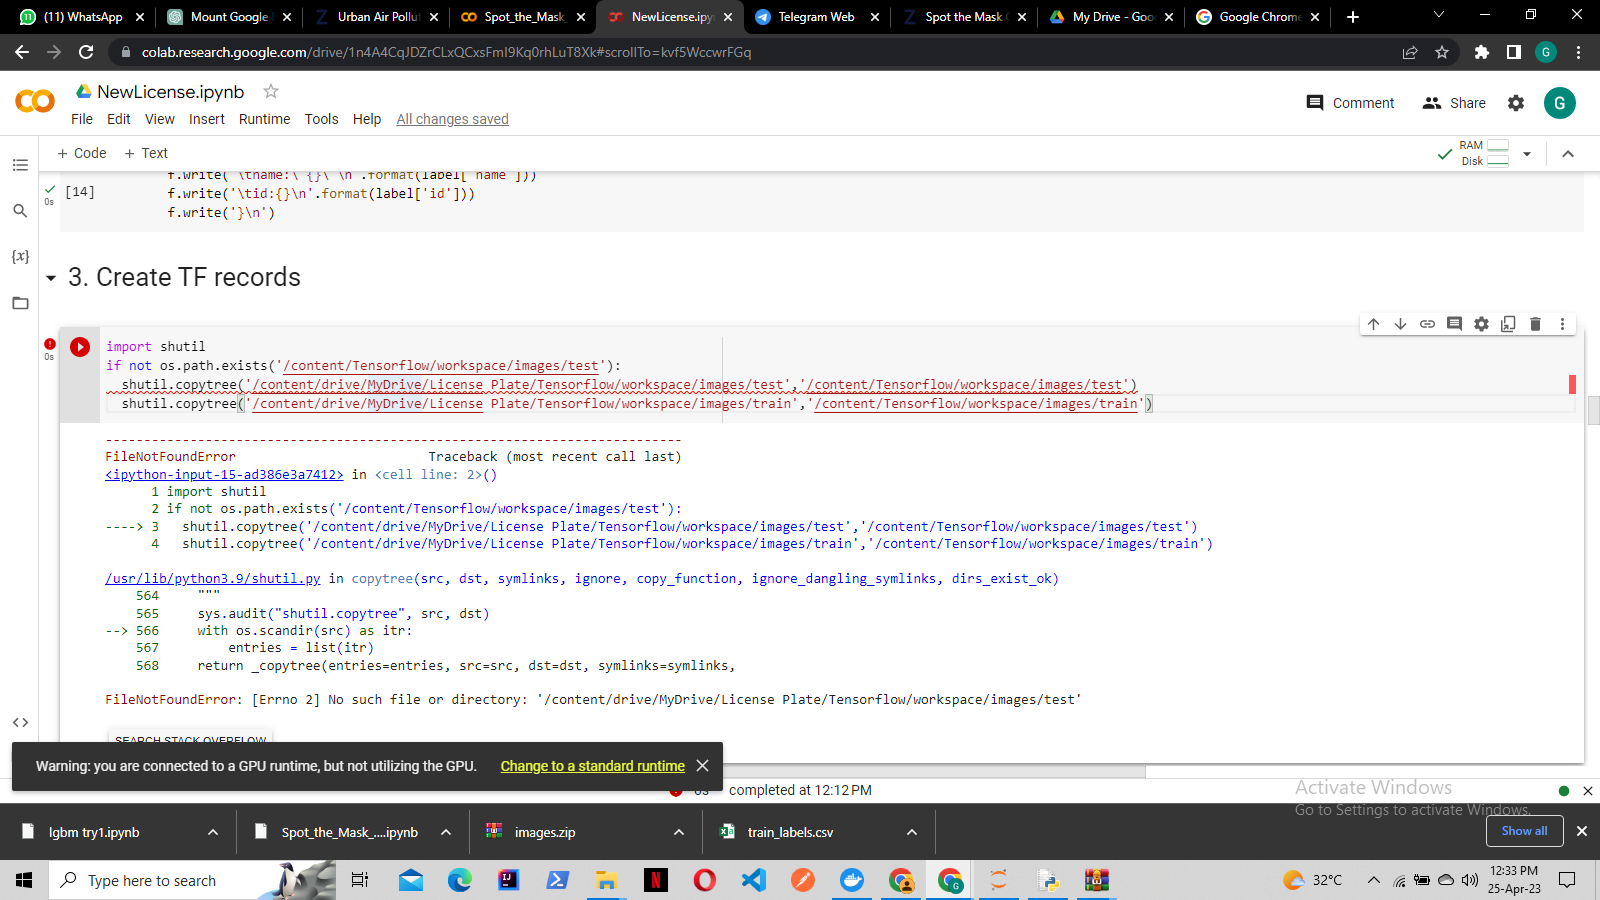 (11) WhatsApp
Mount Google
Urban Air Pollu
Spot_the_Mask_
NewLicense.ipy
Telegram Web
Spot the Mask
My Drive - Goo
Google Chrome
colab.research.google.com/drive/1n4A4CqJDZrCLxQCxsFmI9Kq0rhLuT8Xk#scrollTo=kvf5WccwrFGq
G
NewLicense.ipynb
File Edit View Insert Runtime Tools Help All changes saved
Comment Share G
+ Code + Text
RAM
Disk
f.write('\tname:\'{}\'\n'.format(label['name']))
[14] f.write('\tid:{}\n'.format(label['id']))
0s
f.write('}\n')
{x}
3. Create TF records
0s
import shutil
if not os.path.exists('/content/Tensorflow/workspace/images/test'):
shutil.copytree('/content/drive/MyDrive/License Plate/Tensorflow/workspace/images/test','/content/Tensorflow/workspace/images/test')
shutil.copytree('/content/drive/MyDrive/License Plate/Tensorflow/workspace/images/train','/content/Tensorflow/workspace/images/train')
---------------------------------------------------------------------------
FileNotFoundError Traceback (most recent call last)
<ipython-input-15-ad386e3a7412> in <cell line: 2>()
1 import shutil
2 if not os.path.exists('/content/Tensorflow/workspace/images/test'):
----> 3 shutil.copytree('/content/drive/MyDrive/License Plate/Tensorflow/workspace/images/test','/content/Tensorflow/workspace/images/test')
4 shutil.copytree('/content/drive/MyDrive/License Plate/Tensorflow/workspace/images/train','/content/Tensorflow/workspace/images/train')
/usr/lib/python3.9/shutil.py in copytree(src, dst, symlinks, ignore, copy_function, ignore_dangling_symlinks, dirs_exist_ok)
564 """
565 sys.audit("shutil.copytree", src, dst)
--> 566 with os.scandir(src) as itr:
567 entries = list(itr)
568 return _copytree(entries=entries, src=src, dst=dst, symlinks=symlinks,
FileNotFoundError: [Errno 2] No such file or directory: '/content/drive/MyDrive/License Plate/Tensorflow/workspace/images/test'
SEARCH STACK OVERFLOW
Warning: you are connected to a GPU runtime, but not utilizing the GPU. Change to a standard runtime
0s completed at 12:12 PM
Activate Windows
Go to Settings to activate Windows.
lgbm try1.ipynb
Spot_the_Mask_....ipynb
images.zip
train_labels.csv
Show all
Type here to search
32°C
12:33 PM
25-Apr-23